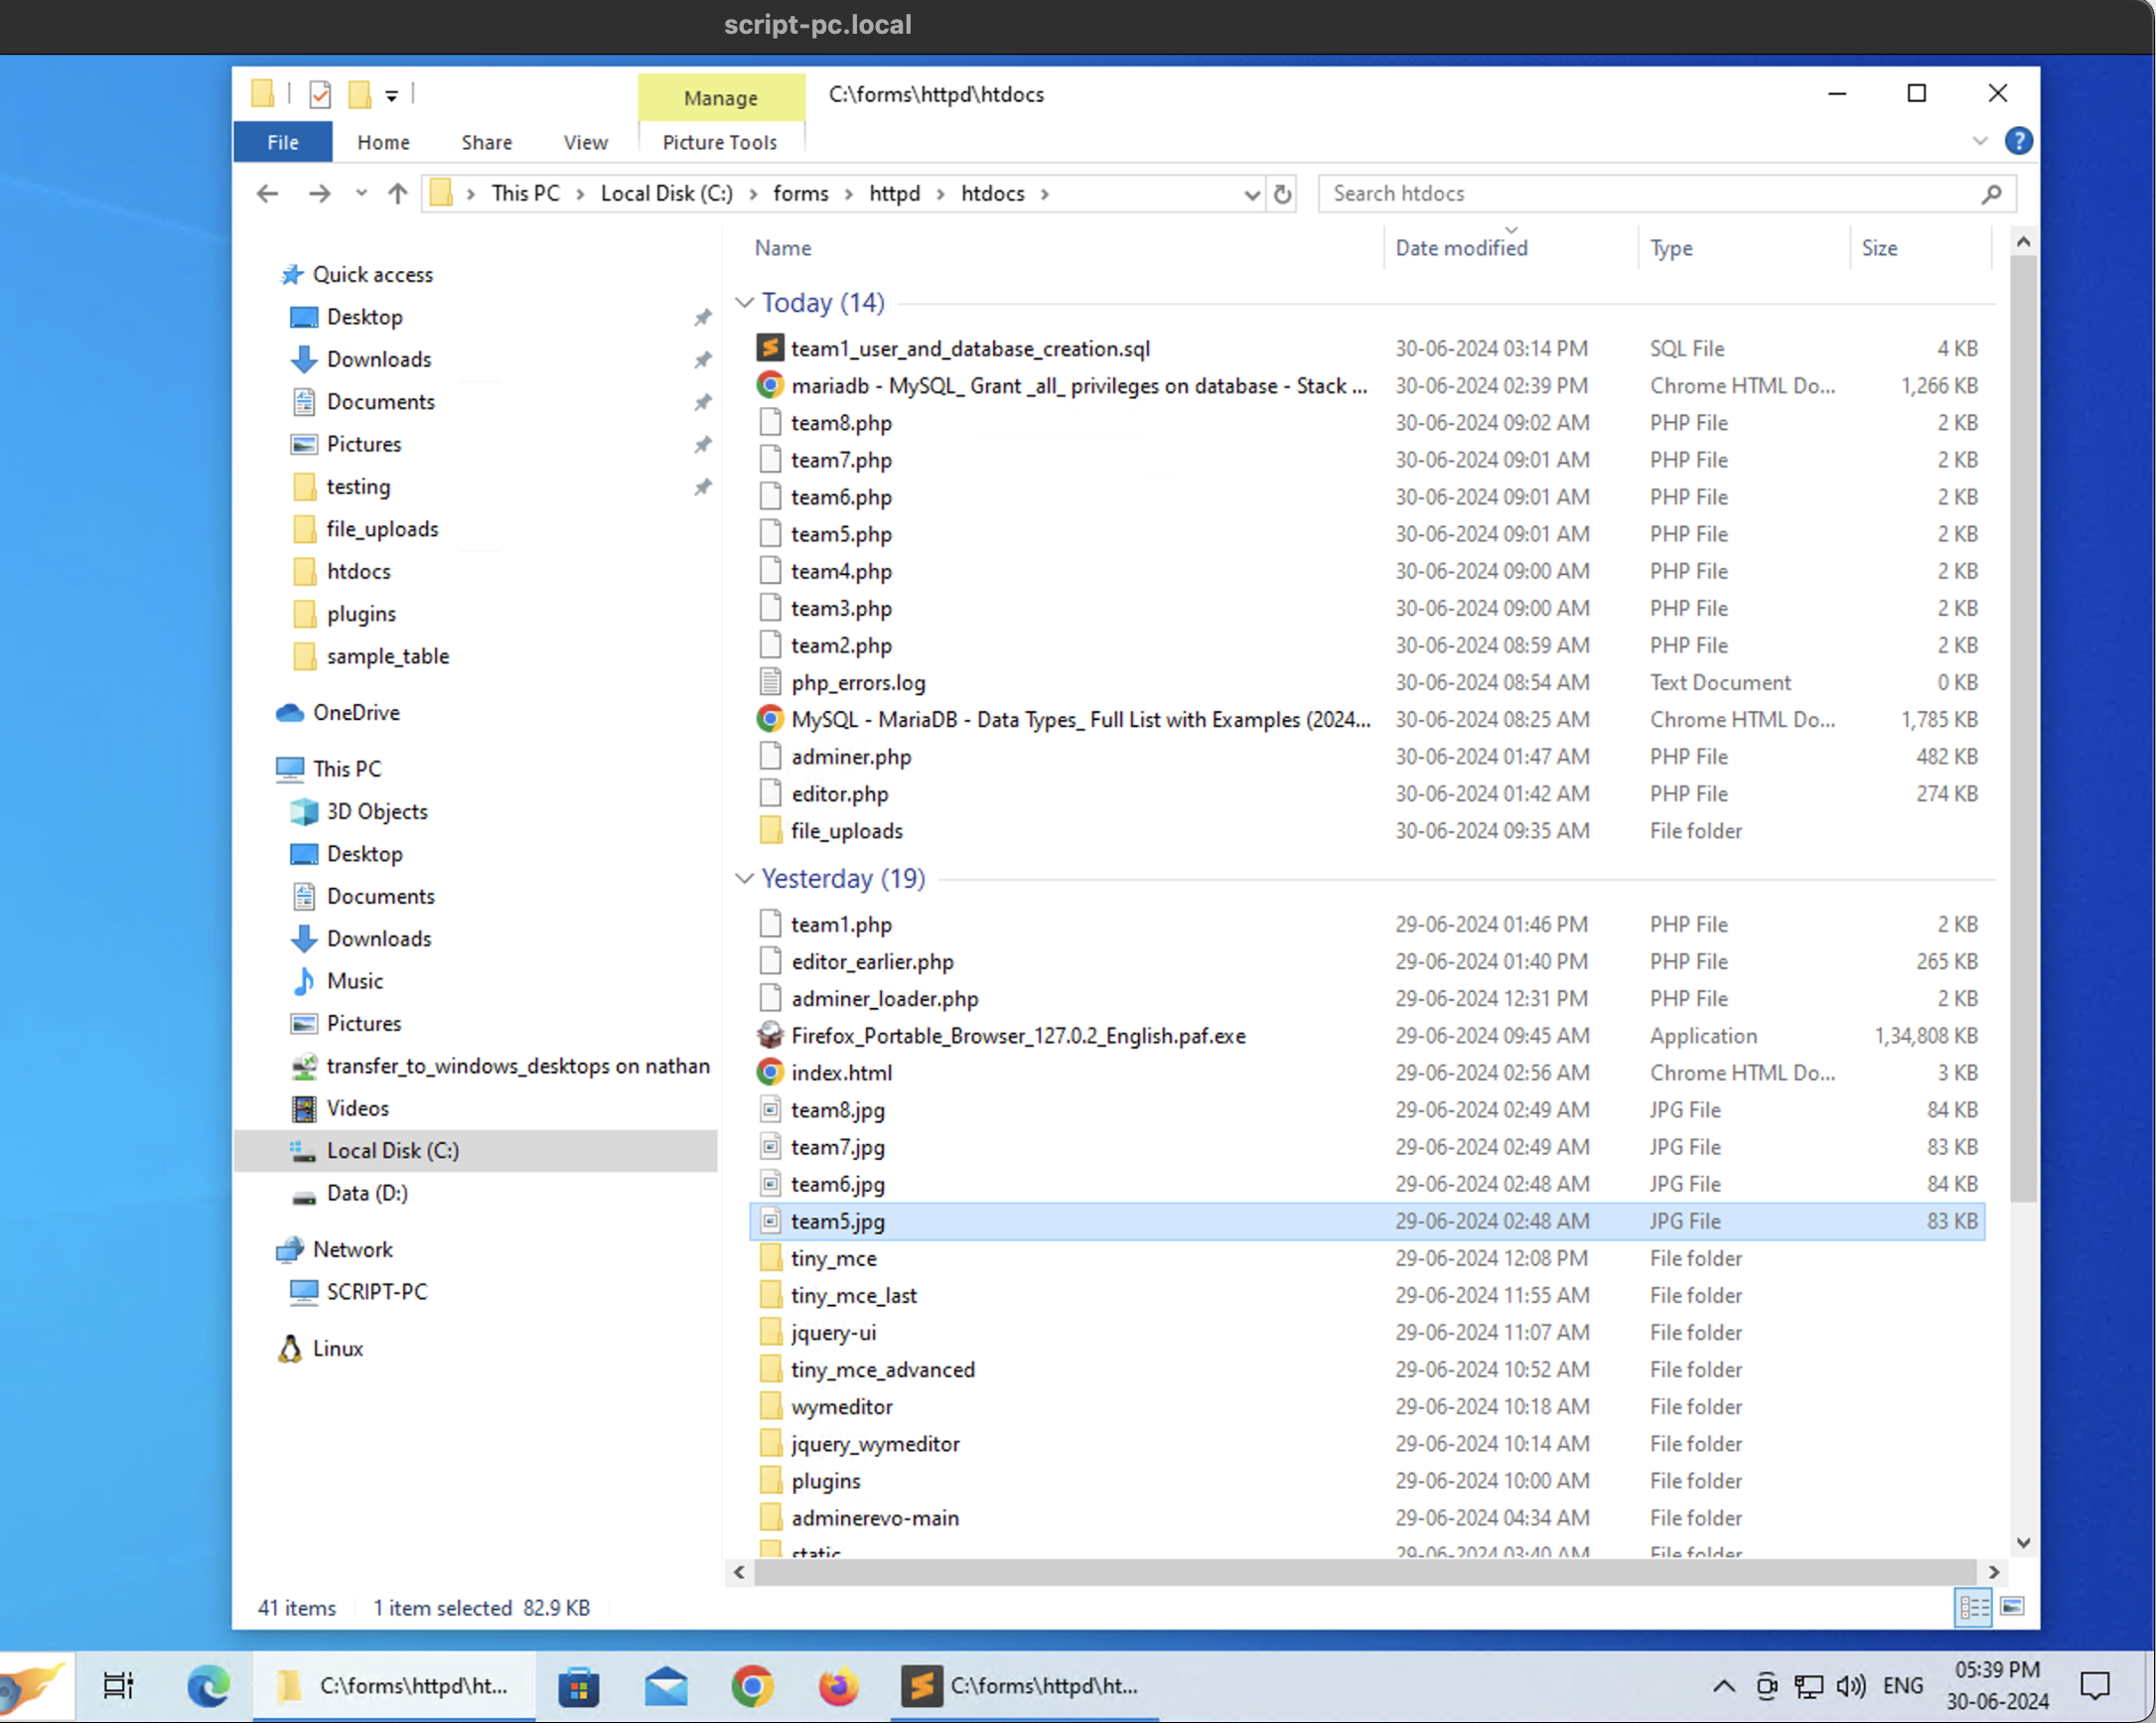 script-pc.local
Manage
C:\forms\httpd\htdocs
File
Home
Share
View
Picture Tools
This PC
Local Disk (C:)
forms
httpd
htdocs
Search htdocs
Quick access
Desktop
Downloads
Documents
Pictures
testing
file_uploads
htdocs
plugins
sample_table
OneDrive
This PC
3D Objects
Desktop
Documents
Downloads
Music
Pictures
transfer_to_windows_desktops on nathan
Videos
Local Disk (C:)
Data (D:)
Network
SCRIPT-PC
Linux
Name Date modified Type Size
Today (14)
team1_user_and_database_creation.sql 30-06-2024 03:14 PM SQL File 4 KB
mariadb - MySQL_ Grant _all_ privileges on database - Stack ... 30-06-2024 02:39 PM Chrome HTML Do... 1,266 KB
team8.php 30-06-2024 09:02 AM PHP File 2 KB
team7.php 30-06-2024 09:01 AM PHP File 2 KB
team6.php 30-06-2024 09:01 AM PHP File 2 KB
team5.php 30-06-2024 09:01 AM PHP File 2 KB
team4.php 30-06-2024 09:00 AM PHP File 2 KB
team3.php 30-06-2024 09:00 AM PHP File 2 KB
team2.php 30-06-2024 08:59 AM PHP File 2 KB
php_errors.log 30-06-2024 08:54 AM Text Document 0 KB
MySQL - MariaDB - Data Types_ Full List with Examples (2024... 30-06-2024 08:25 AM Chrome HTML Do... 1,785 KB
adminer.php 30-06-2024 01:47 AM PHP File 482 KB
editor.php 30-06-2024 01:42 AM PHP File 274 KB
file_uploads 30-06-2024 09:35 AM File folder
Yesterday (19)
team1.php 29-06-2024 01:46 PM PHP File 2 KB
editor_earlier.php 29-06-2024 01:40 PM PHP File 265 KB
adminer_loader.php 29-06-2024 12:31 PM PHP File 2 KB
Firefox_Portable_Browser_127.0.2_English.paf.exe 29-06-2024 09:45 AM Application 1,34,808 KB
index.html 29-06-2024 02:56 AM Chrome HTML Do... 3 KB
team8.jpg 29-06-2024 02:49 AM JPG File 84 KB
team7.jpg 29-06-2024 02:49 AM JPG File 83 KB
team6.jpg 29-06-2024 02:48 AM JPG File 84 KB
team5.jpg 29-06-2024 02:48 AM JPG File 83 KB
tiny_mce 29-06-2024 12:08 PM File folder
tiny_mce_last 29-06-2024 11:55 AM File folder
jquery-ui 29-06-2024 11:07 AM File folder
tiny_mce_advanced 29-06-2024 10:52 AM File folder
wymeditor 29-06-2024 10:18 AM File folder
jquery_wymeditor 29-06-2024 10:14 AM File folder
plugins 29-06-2024 10:00 AM File folder
adminerevo-main 29-06-2024 04:34 AM File folder
static 29-06-2024 03:40 AM File folder
41 items 1 item selected 82.9 KB
C:\forms\httpd\ht...
C:\forms\httpd\ht...
ENG
05:39 PM
30-06-2024